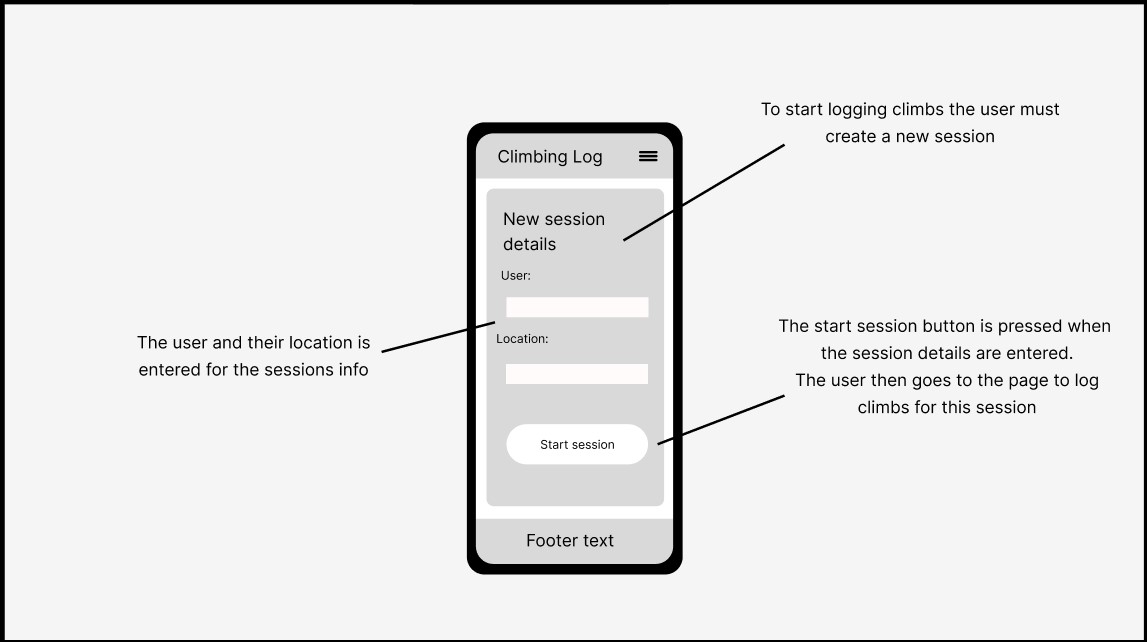 To start logging climbs the user must
create a new session
Climbing Log
New session
details
User:
Location:
Start session
Footer text
The user and their location is
entered for the sessions info
The start session button is pressed when
the session details are entered.
The user then goes to the page to log
climbs for this session